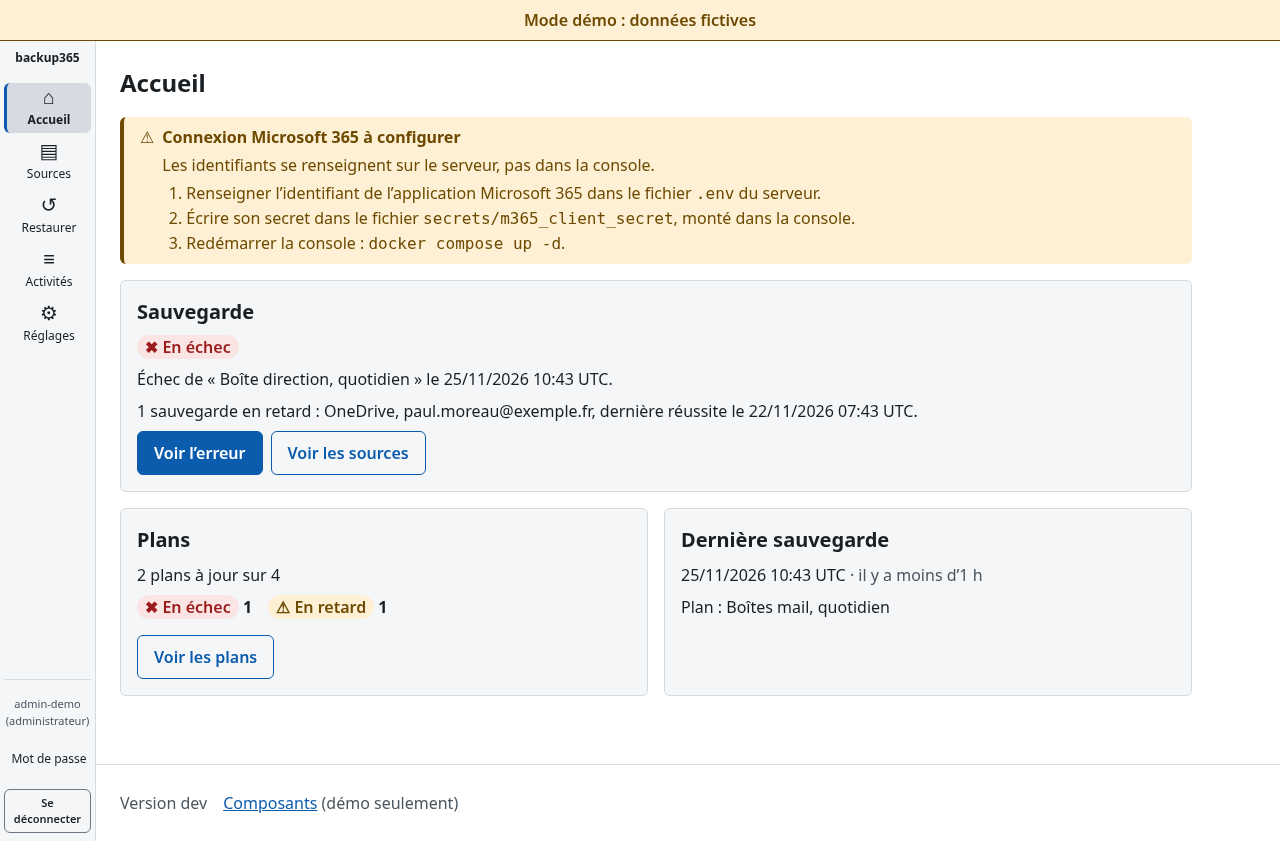 Mode démo : données fictives
backup365
Accueil
Sources
Restaurer
Activités
Réglages
admin-demo
(administrateur)
Mot de passe
Se
déconnecter
Accueil
⚠ Connexion Microsoft 365 à configurer
Les identifiants se renseignent sur le serveur, pas dans la console.
1. Renseigner l’identifiant de l’application Microsoft 365 dans le fichier .env du serveur.
2. Écrire son secret dans le fichier secrets/m365_client_secret, monté dans la console.
3. Redémarrer la console : docker compose up -d.
Sauvegarde
✖ En échec
Échec de « Boîte direction, quotidien » le 25/11/2026 10:43 UTC.
1 sauvegarde en retard : OneDrive, paul.moreau@exemple.fr, dernière réussite le 22/11/2026 07:43 UTC.
Voir l’erreur Voir les sources
Plans
2 plans à jour sur 4
✖ En échec 1 ⚠ En retard 1
Voir les plans
Dernière sauvegarde
25/11/2026 10:43 UTC · il y a moins d’1 h
Plan : Boîtes mail, quotidien
Version dev Composants (démo seulement)